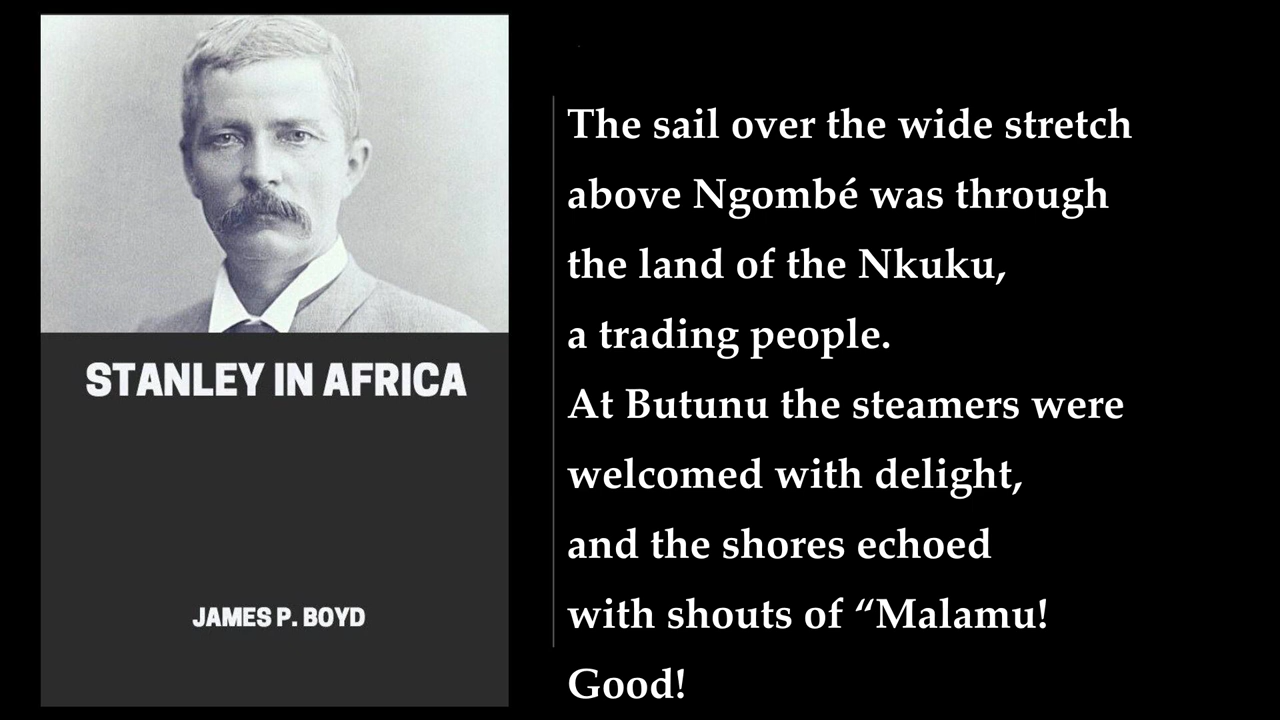 STANLEY IN AFRICA
JAMES P. BOYD
The sail over the wide stretch
above Ngombé was through
the land of the Nkuku,
a trading people.
At Butunu the steamers were
welcomed with delight,
and the shores echoed
with shouts of “Malamu!
Good!